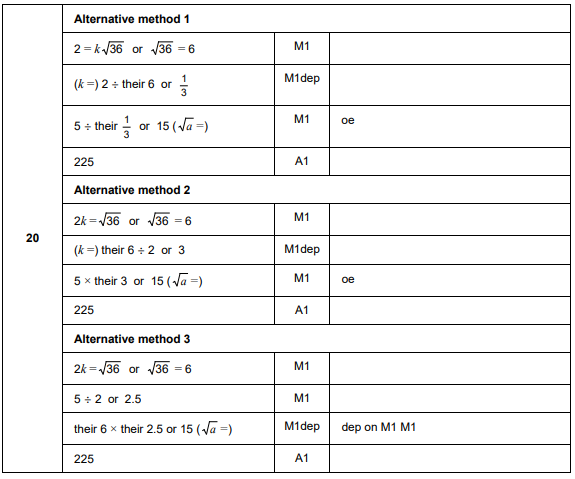 Alternative method 1
2 = k√36 or √36 = 6 M1
(k =) 2 ÷ their 6 or 1/3 M1dep
5 ÷ their 1/3 or 15 (√a =) M1 oe
225 A1
Alternative method 2
2k = √36 or √36 = 6 M1
20
(k =) their 6 ÷ 2 or 3 M1dep
5 × their 3 or 15 (√a =) M1 oe
225 A1
Alternative method 3
2k = √36 or √36 = 6 M1
5 ÷ 2 or 2.5 M1
their 6 × their 2.5 or 15 (√a =) M1dep dep on M1 M1
225 A1